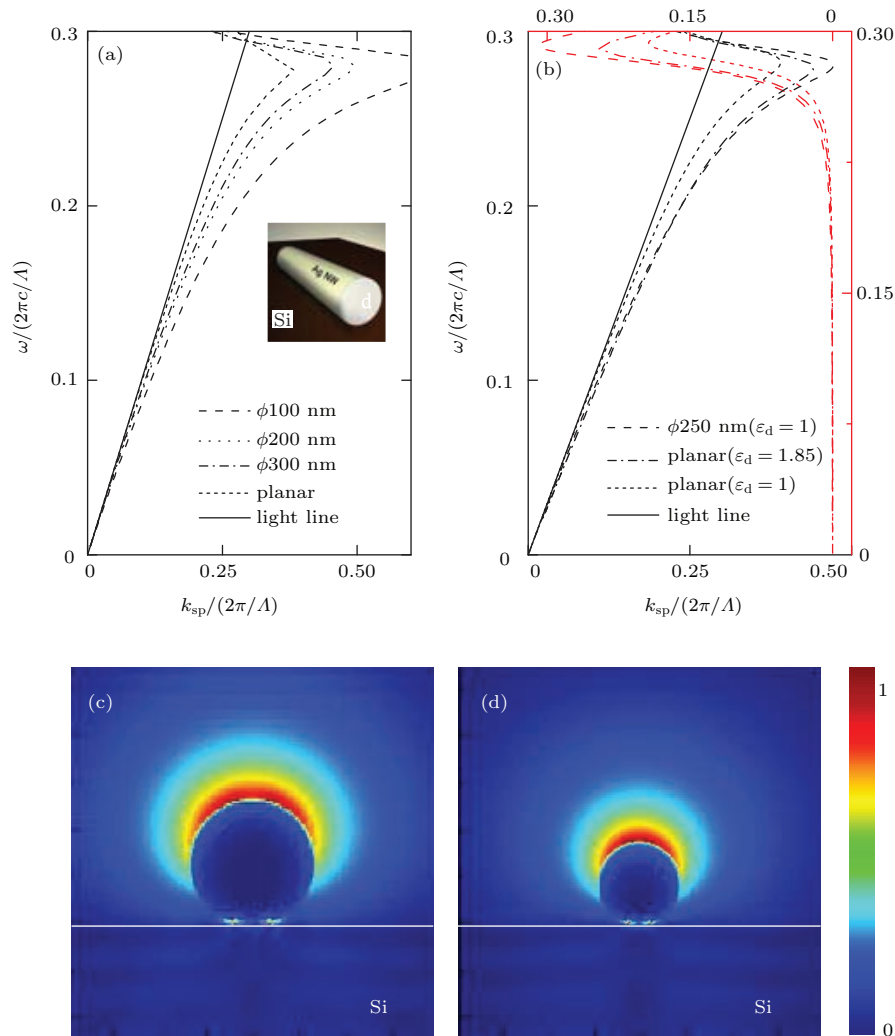 0.3
(a)
0.2
0.1
0
0
0.25
0.50
ω/(2πc/Λ)
k_sp/(2π/Λ)
Ag NW
d
Si
ϕ100 nm
ϕ200 nm
ϕ300 nm
planar
light line
0.30
0.15
0
0.3
(b)
0.2
0.1
0
0
0.25
0.50
0.30
0.15
0
ω/(2πc/Λ)
k_sp/(2π/Λ)
ϕ250 nm(ε_d = 1)
planar(ε_d = 1.85)
planar(ε_d = 1)
light line
(c)
Si
(d)
Si
1
0